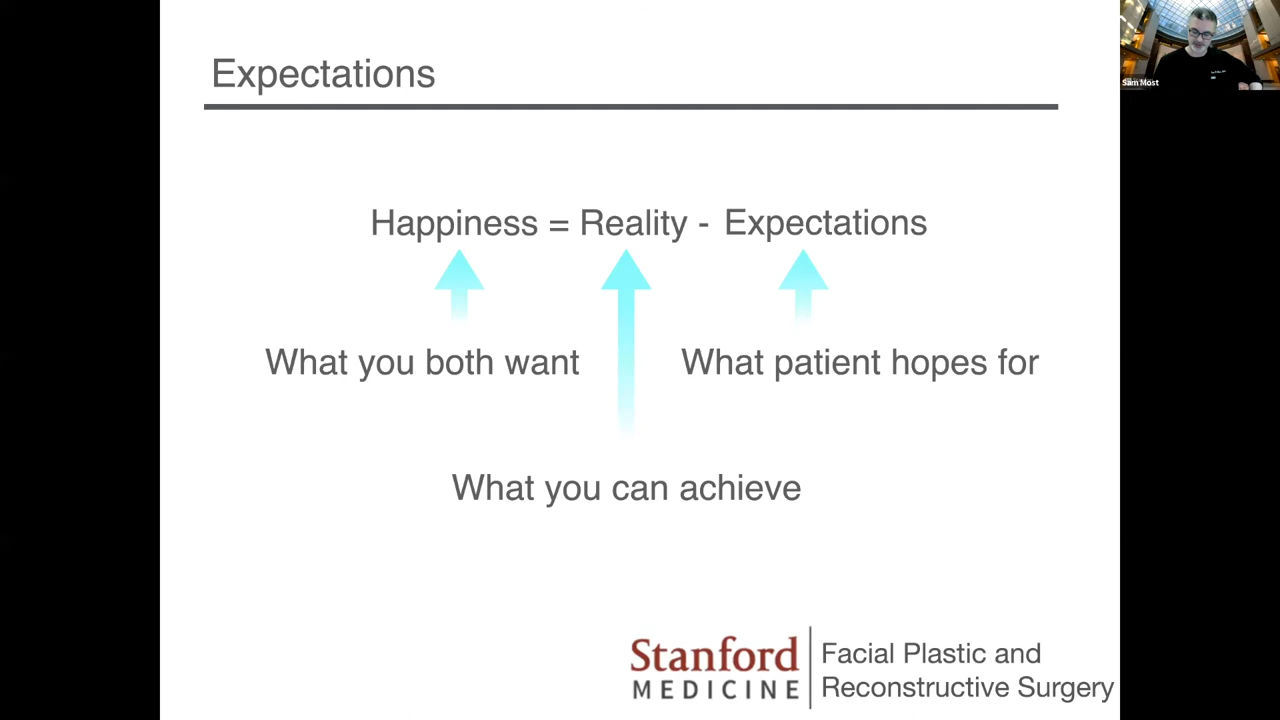 Expectations
Sam Most
Happiness = Reality - Expectations
What you both want
What patient hopes for
What you can achieve
Stanford
MEDICINE
Facial Plastic and
Reconstructive Surgery